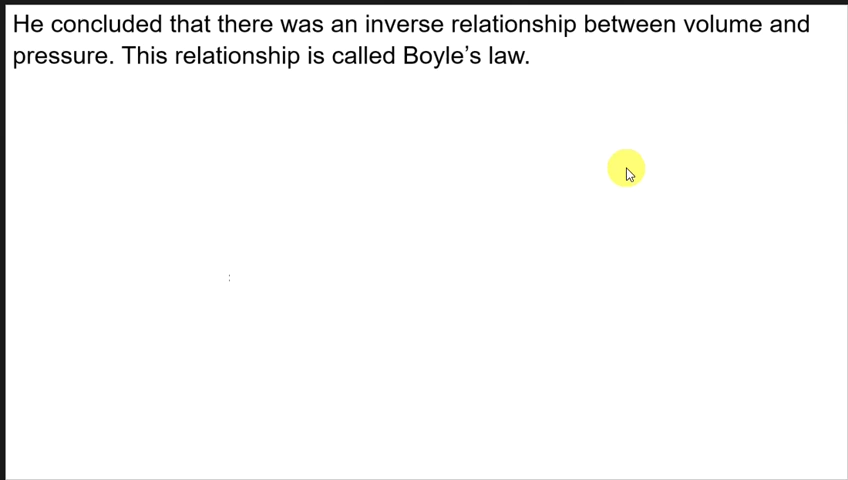 He concluded that there was an inverse relationship between volume and
pressure. This relationship is called Boyle’s law.